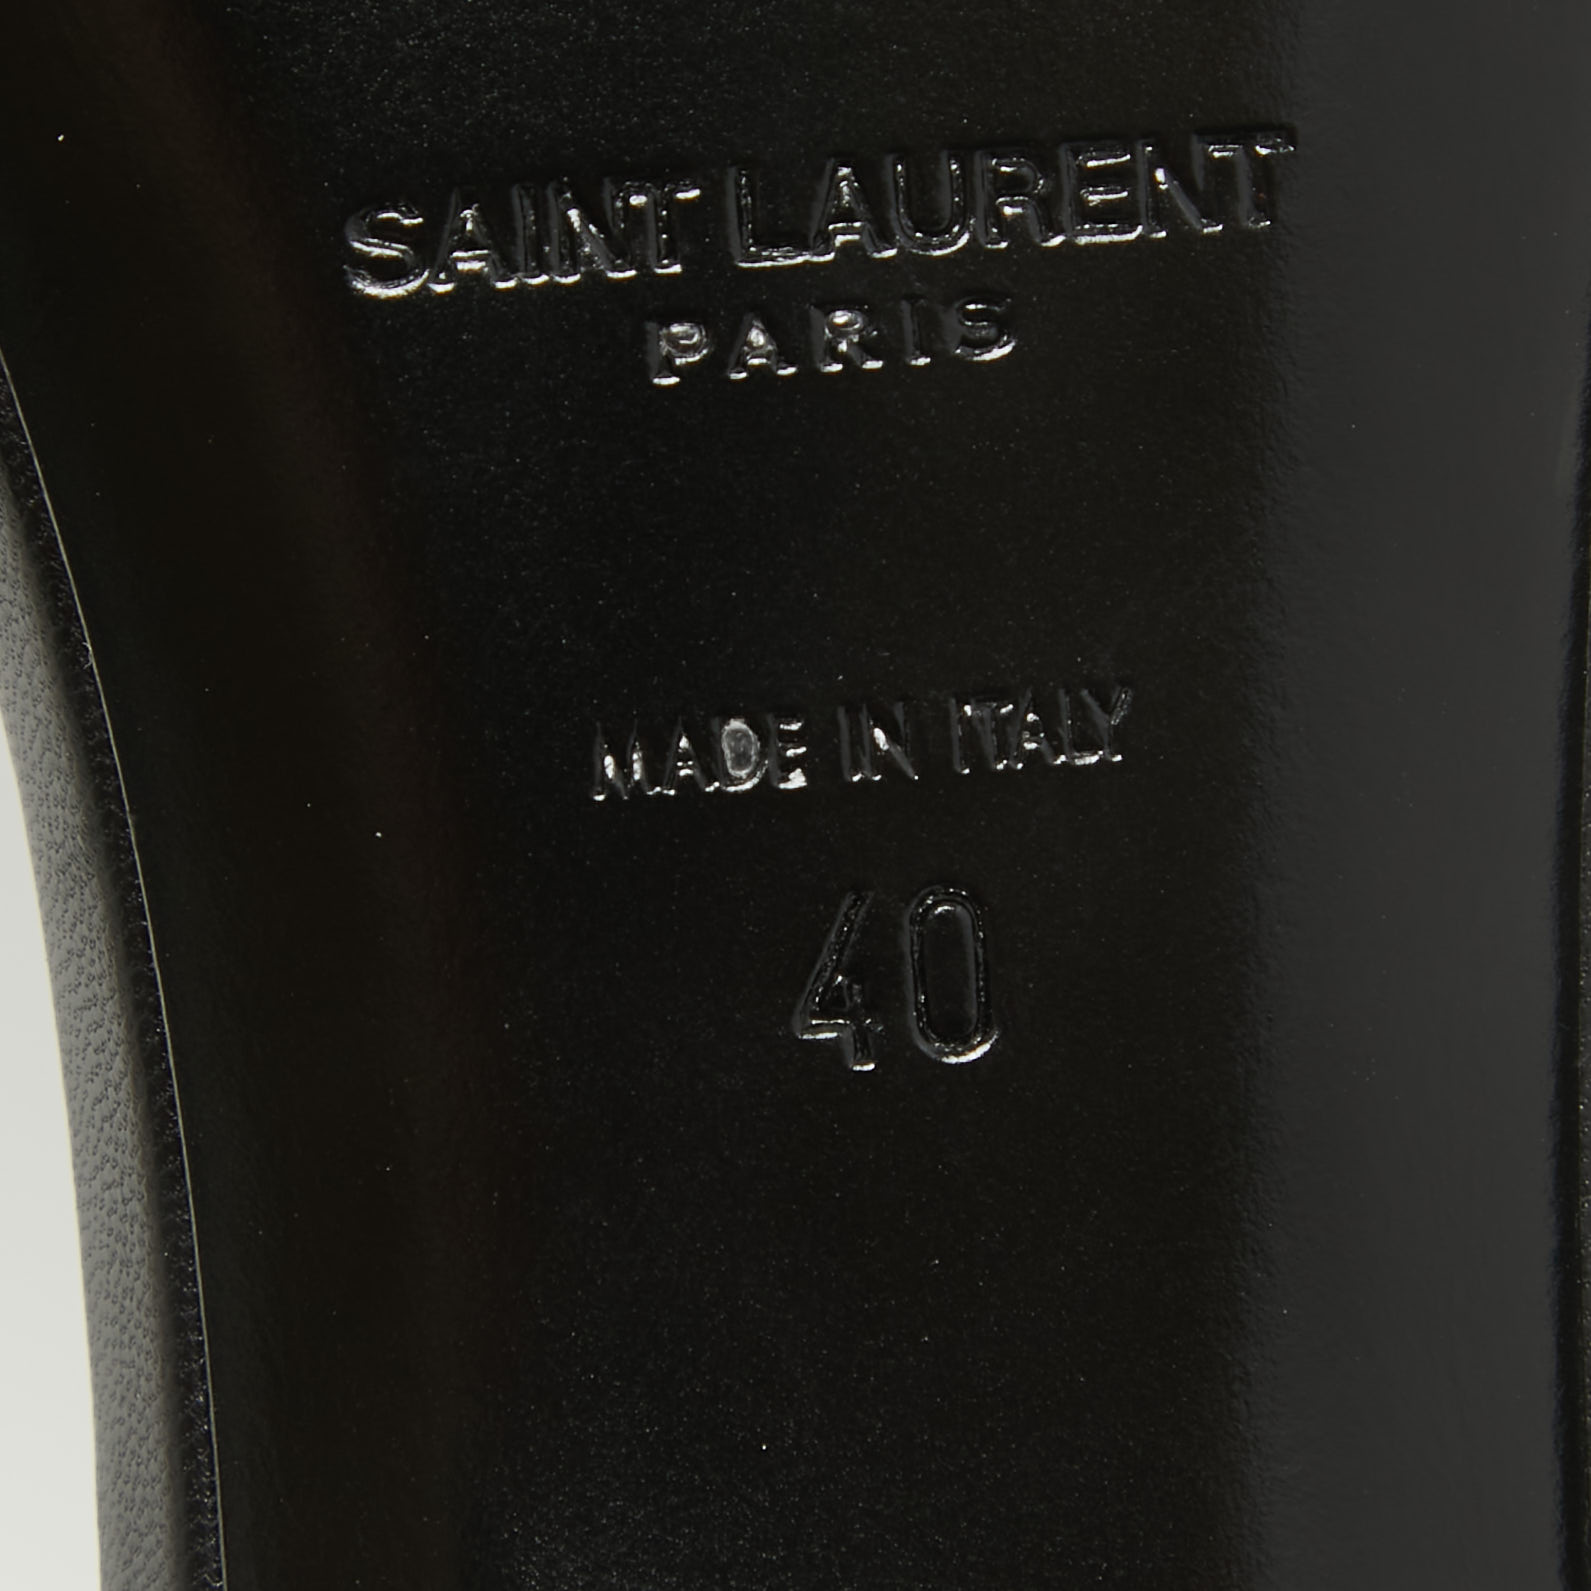 SAINT LAURENT
PARIS
MADE IN ITALY
40